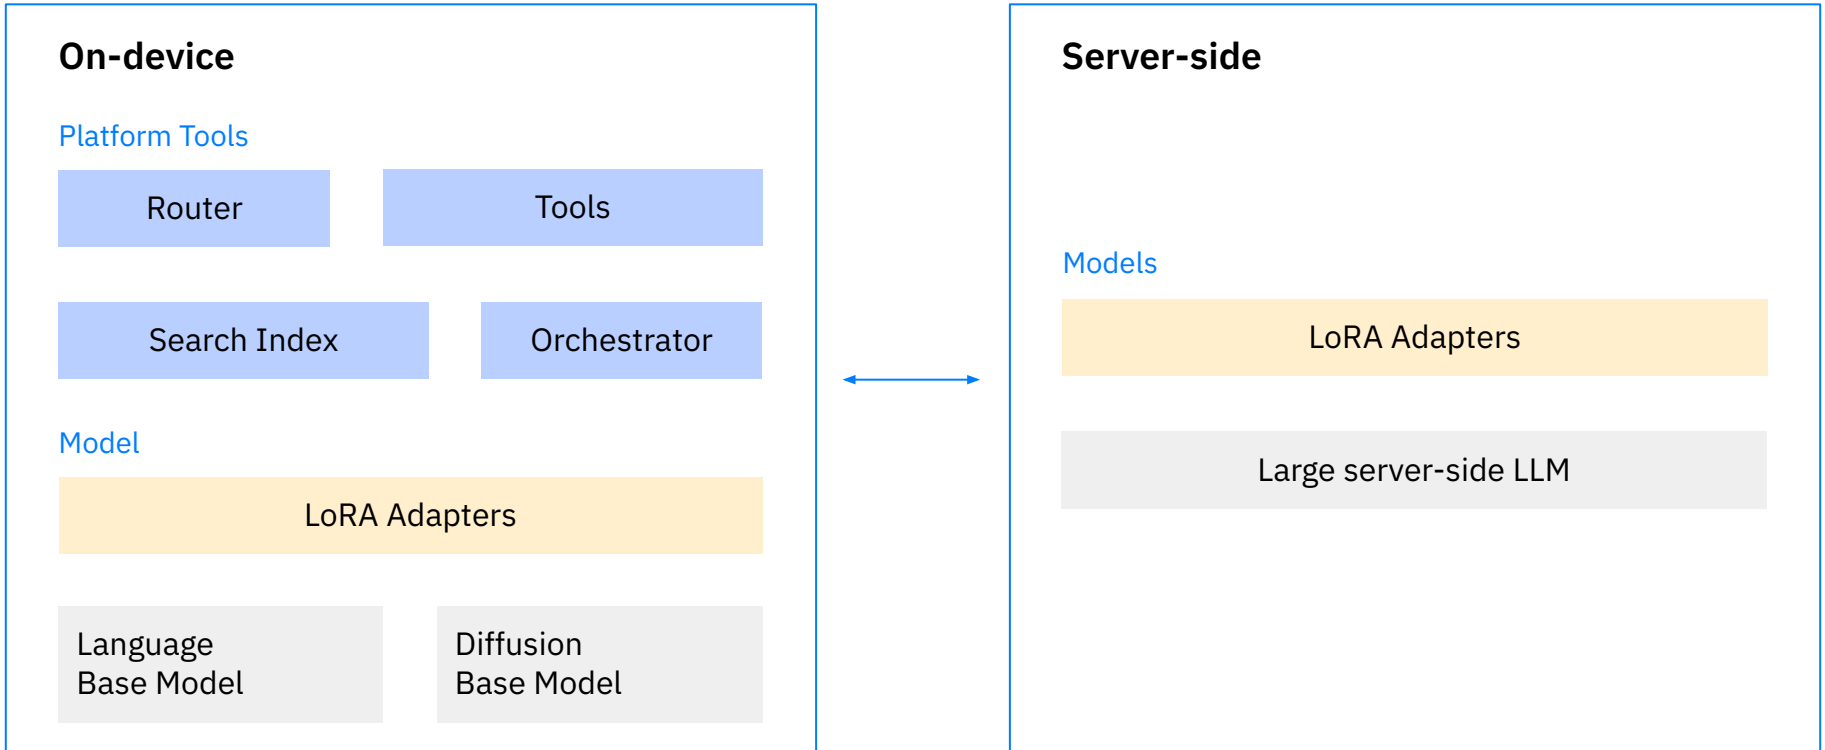 On-device
Platform Tools
Router
Tools
Search Index
Orchestrator
Model
LoRA Adapters
Language
Base Model
Diffusion
Base Model
Server-side
Models
LoRA Adapters
Large server-side LLM